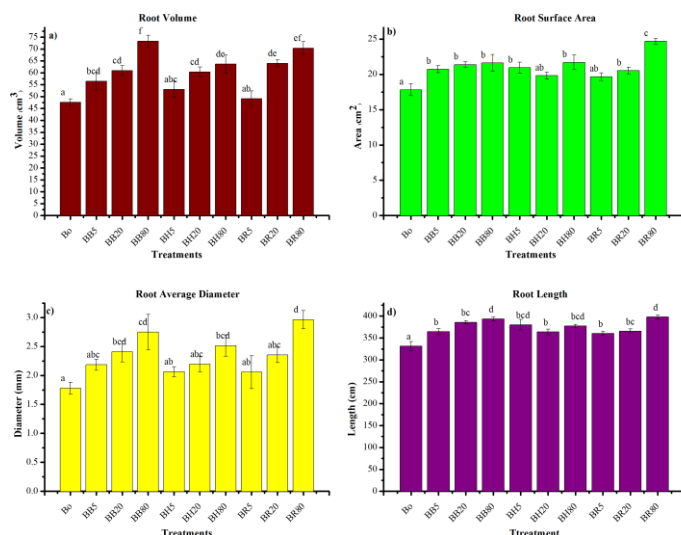 Root Volume
a)
75
70
65
60
55
50
45
40
35
30
25
20
15
10
5
0
Volume (cm³)
a
bcd
de
f
abc
cd
de
ab
de
ef
Bo
BB5
BB20
BB80
BH5
BH20
BH80
BR5
BR20
BR80
Treatments
Root Surface Area
b)
25
20
15
10
5
0
Area (cm²)
a
b
b
b
b
ab
b
ab
b
c
Bo
BB5
BB20
BB80
BH5
BH20
BH80
BR5
BR20
BR80
Treatments
Root Average Diameter
c)
3.0
2.5
2.0
1.5
1.0
0.5
0.0
Diameter (mm)
a
abc
bcd
cd
ab
abc
bcd
ab
abc
d
Bo
BB5
BB20
BB80
BH5
BH20
BH80
BR5
BR20
BR80
Treatments
Root Length
d)
400
350
300
250
200
150
100
50
0
Length (cm)
a
b
bc
d
bcd
b
bcd
b
bc
d
Bo
BB5
BB20
BB80
BH5
BH20
BH80
BR5
BR20
BR80
Ttreatment